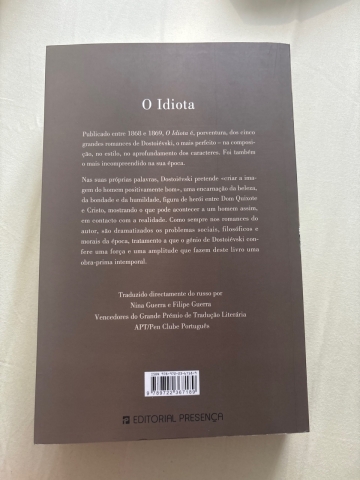 O Idiota
Publicado entre 1868 e 1869, O Idiota é, porventura, dos cinco
grandes romances de Dostoiévski, o mais perfeito – na composi-
ção, no estilo, no aprofundamento dos caracteres. Foi também
o mais incompreendido na sua época.
Nas suas próprias palavras, Dostoiévski pretende «criar a ima-
gem do homem positivamente bom», uma encarnação da beleza,
da bondade e da humildade, figura de herói entre Dom Quixote
e Cristo, mostrando o que pode acontecer a um homem assim,
em contacto com a realidade. Como sempre nos romances do
autor, são dramatizados os problemas sociais, filosóficos e
morais da época, tratamento a que o génio de Dostoiévski con-
fere uma força e uma amplitude que fazem deste livro uma
obra-prima intemporal.
Traduzido directamente do russo por
Nina Guerra e Filipe Guerra
Vencedores do Grande Prémio de Tradução Literária
APT/Pen Clube Português
9 789722 367189
EDITORIAL PRESENÇA